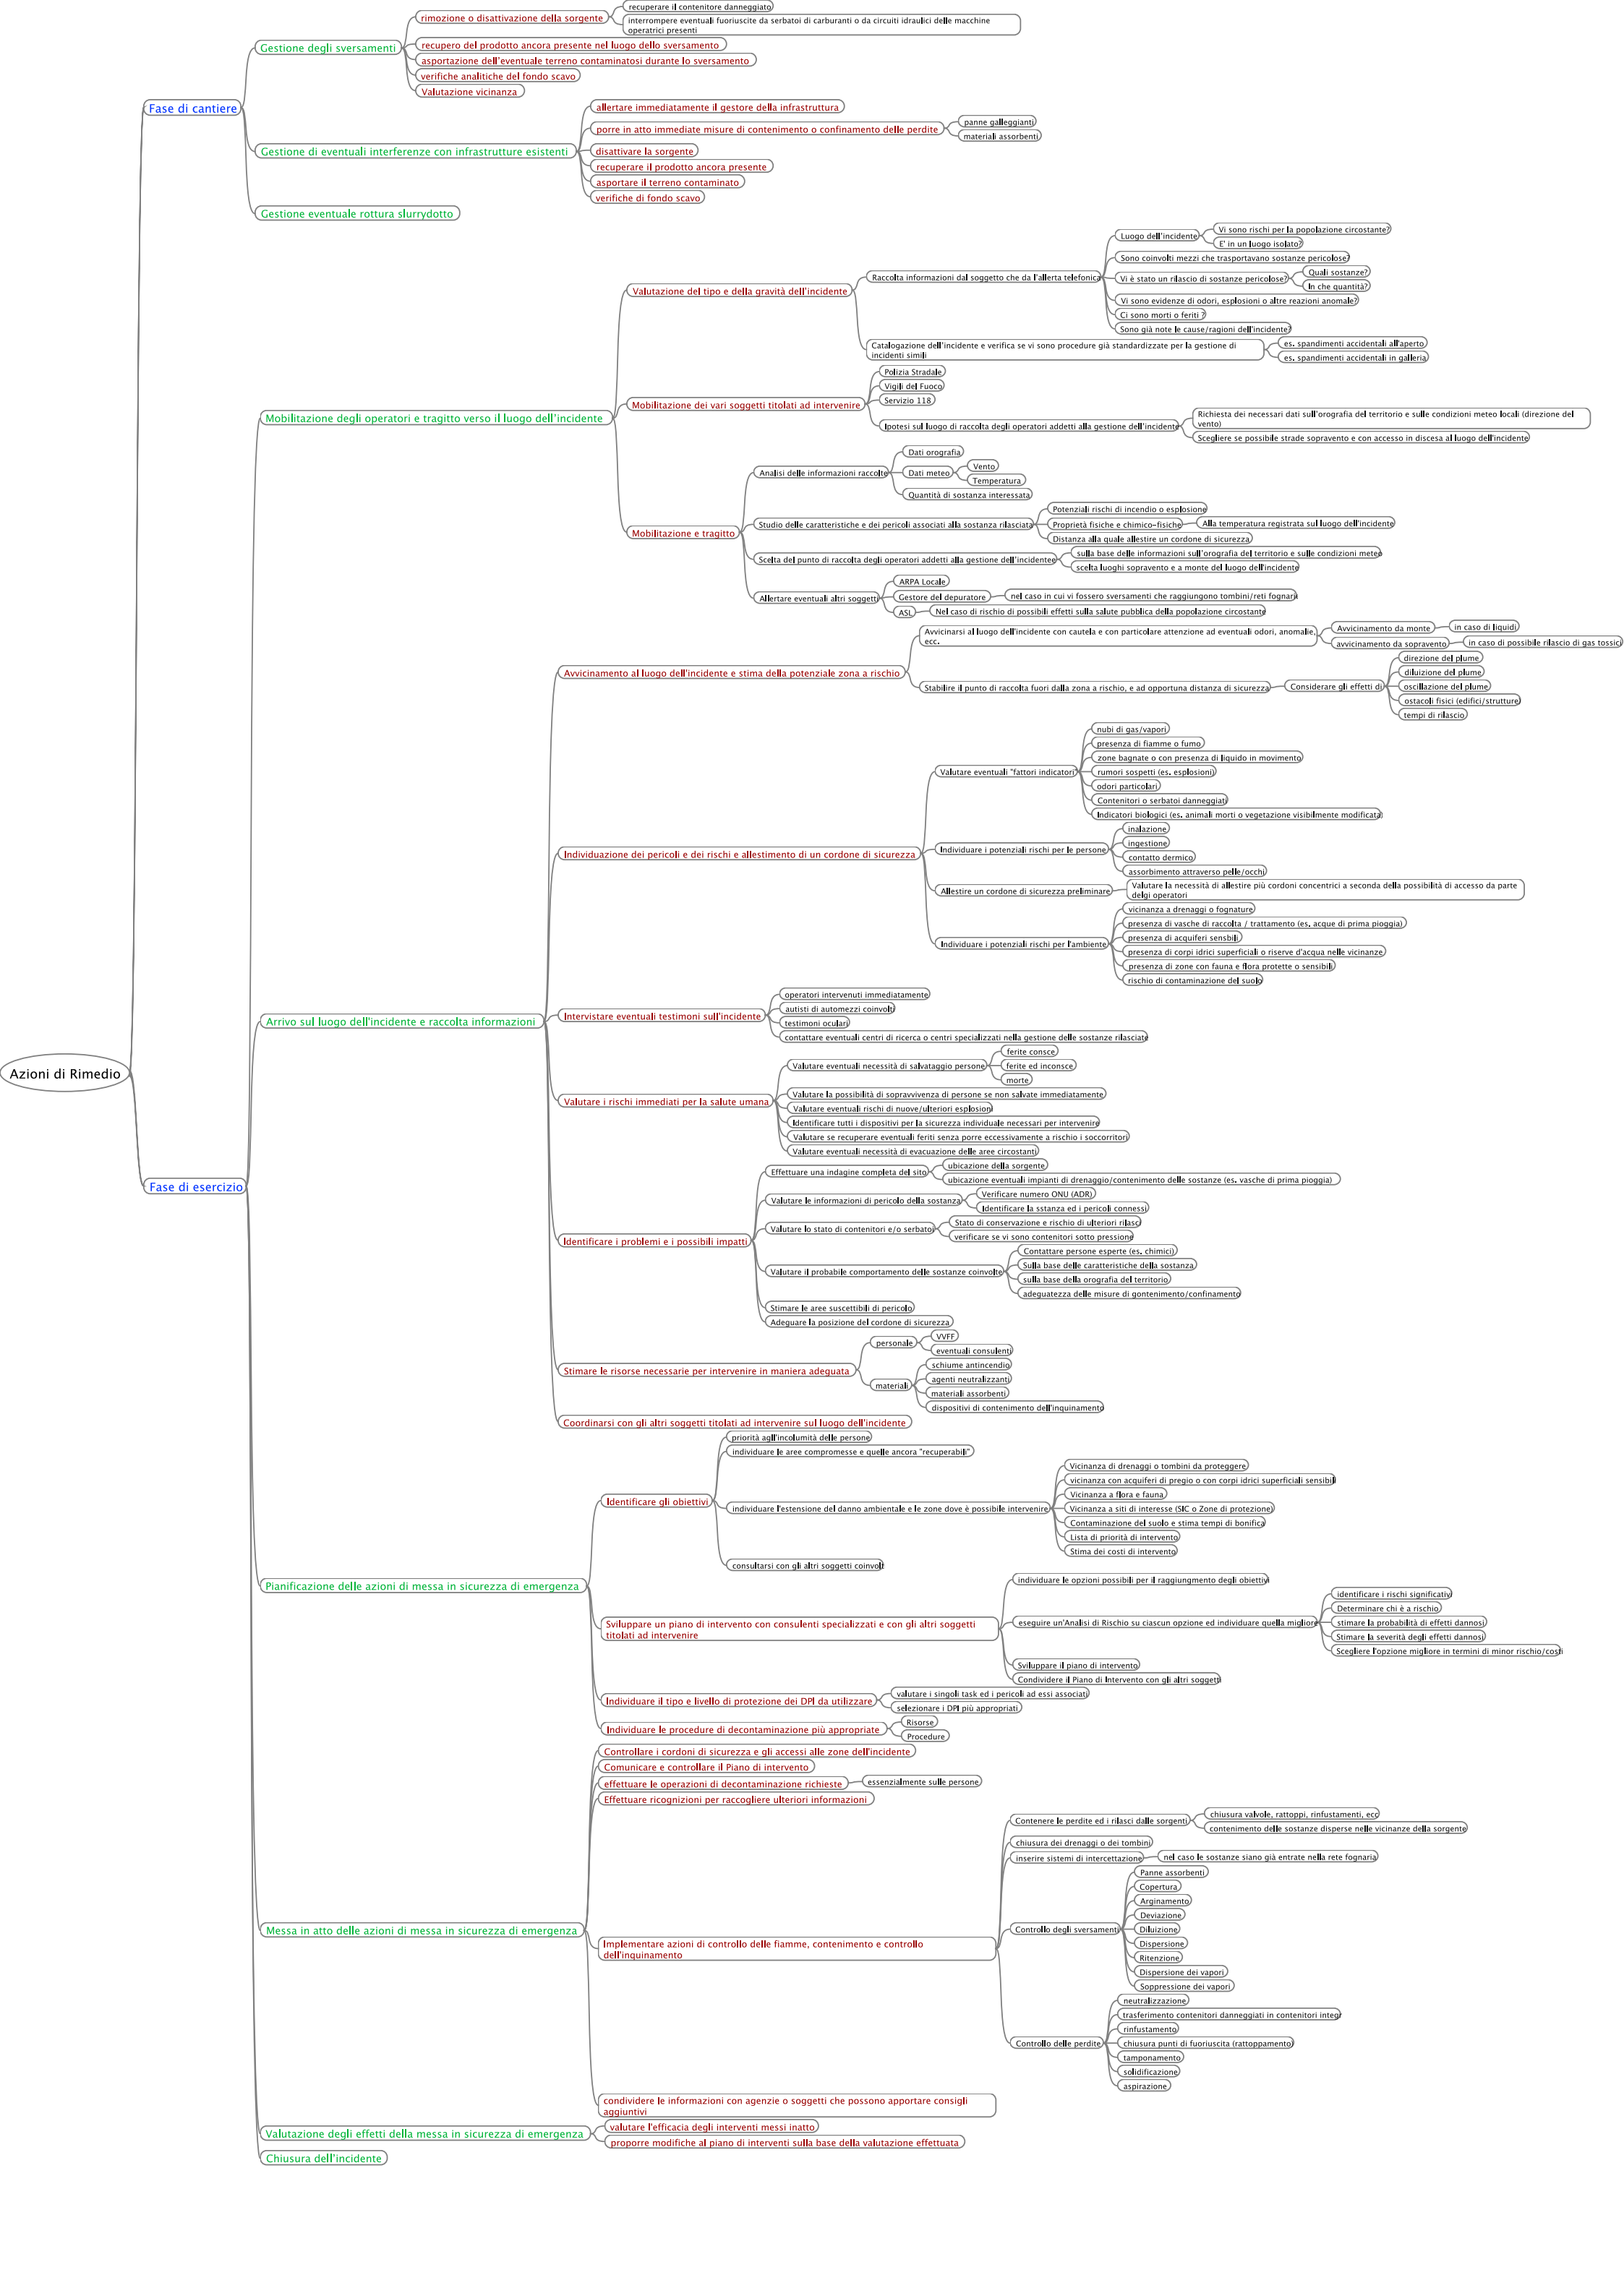 Azioni di Rimedio
Fase di cantiere
Gestione degli sversamenti
rimozione o disattivazione della sorgente
recuperare il contenitore danneggiato
interrompere eventuali fuoriuscite da serbatoi di carburanti o da circuiti idraulici delle macchine
operatrici presenti
recupero del prodotto ancora presente nel luogo dello sversamento
asportazione dell'eventuale terreno contaminatosi durante lo sversamento
verifiche analitiche del fondo scavo
Valutazione vicinanza
Gestione di eventuali interferenze con infrastrutture esistenti
allertare immediatamente il gestore della infrastruttura
porre in atto immediate misure di contenimento o confinamento delle perdite
panne galleggianti
materiali assorbenti
disattivare la sorgente
recuperare il prodotto ancora presente
asportare il terreno contaminato
verifiche di fondo scavo
Gestione eventuale rottura slurrydotto
Fase di esercizio
Mobilitazione degli operatori e tragitto verso il luogo dell'incidente
Valutazione del tipo e della gravità dell'incidente
Raccolta informazioni dal soggetto che da l'allerta telefonica
Luogo dell'incidente
Vi sono rischi per la popolazione circostante?
E' in un luogo isolato?
Sono coinvolti mezzi che trasportavano sostanze pericolose?
Vi è stato un rilascio di sostanze pericolose?
Quali sostanze?
In che quantità?
Vi sono evidenze di odori, esplosioni o altre reazioni anomale?
Ci sono morti o feriti ?
Sono già note le cause/ragioni dell'incidente?
Catalogazione dell'incidente e verifica se vi sono procedure già standardizzate per la gestione di
incidenti simili
es. spandimenti accidentali all'aperto
es. spandimenti accidentali in galleria
Mobilitazione dei vari soggetti titolati ad intervenire
Polizia Stradale
Vigili del Fuoco
Servizio 118
Ipotesi sul luogo di raccolta degli operatori addetti alla gestione dell'incidente
Richiesta dei necessari dati sull'orografia del territorio e sulle condizioni meteo locali (direzione del
vento)
Scegliere se possibile strade sopravento e con accesso in discesa al luogo dell'incidente
Mobilitazione e tragitto
Analisi delle informazioni raccolte
Dati orografia
Dati meteo
Vento
Temperatura
Quantità di sostanza interessata
Studio delle caratteristiche e dei pericoli associati alla sostanza rilasciata
Potenziali rischi di incendio o esplosione
Proprietà fisiche e chimico-fisiche
Alla temperatura registrata sul luogo dell'incidente
Distanza alla quale allestire un cordone di sicurezza
Scelta del punto di raccolta degli operatori addetti alla gestione dell'incidentee
sulla base delle informazioni sull'orografia del territorio e sulle condizioni meteo
scelta luoghi sopravento e a monte del luogo dell'incidente
Allertare eventuali altri soggetti
ARPA Locale
Gestore del depuratore
nel caso in cui vi fossero sversamenti che raggiungono tombini/reti fognarie
ASL
Nel caso di rischio di possibili effetti sulla salute pubblica della popolazione circostante
Arrivo sul luogo dell'incidente e raccolta informazioni
Avvicinamento al luogo dell'incidente e stima della potenziale zona a rischio
Avvicinarsi al luogo dell'incidente con cautela e con particolare attenzione ad eventuali odori, anomalie,
ecc.
Avvicinamento da monte
in caso di liquidi
avvicinamento da sopravento
in caso di possibile rilascio di gas tossici
Stabilire il punto di raccolta fuori dalla zona a rischio, e ad opportuna distanza di sicurezza
Considerare gli effetti di
direzione del plume
diluizione del plume
oscillazione del plume
ostacoli fisici (edifici/strutture)
tempi di rilascio
Individuazione dei pericoli e dei rischi e allestimento di un cordone di sicurezza
Valutare eventuali "fattori indicatori"
nubi di gas/vapori
presenza di fiamme o fumo
zone bagnate o con presenza di liquido in movimento
rumori sospetti (es. esplosioni)
odori particolari
Contenitori o serbatoi danneggiati
Indicatori biologici (es. animali morti o vegetazione visibilmente modificata)
Individuare i potenziali rischi per le persone
inalazione
ingestione
contatto dermico
assorbimento attraverso pelle/occhi
Allestire un cordone di sicurezza preliminare
Valutare la necessità di allestire più cordoni concentrici a seconda della possibilità di accesso da parte
delgi operatori
Individuare i potenziali rischi per l'ambiente
vicinanza a drenaggi o fognature
presenza di vasche di raccolta / trattamento (es. acque di prima pioggia)
presenza di acquiferi sensbili
presenza di corpi idrici superficiali o riserve d'acqua nelle vicinanze
presenza di zone con fauna e flora protette o sensibili
rischio di contaminazione del suolo
Intervistare eventuali testimoni sull'incidente
operatori intervenuti immediatamente
autisti di automezzi coinvolti
testimoni oculari
contattare eventuali centri di ricerca o centri specializzati nella gestione delle sostanze rilasciate
Valutare i rischi immediati per la salute umana
Valutare eventuali necessità di salvataggio persone
ferite consce
ferite ed inconsce
morte
Valutare la possibilità di sopravvivenza di persone se non salvate immediatamente
Valutare eventuali rischi di nuove/ulteriori esplosioni
Identificare tutti i dispositivi per la sicurezza individuale necessari per intervenire
Valutare se recuperare eventuali feriti senza porre eccessivamente a rischio i soccorritori
Valutare eventuali necessità di evacuazione delle aree circostanti
Identificare i problemi e i possibili impatti
Effettuare una indagine completa del sito
ubicazione della sorgente
ubicazione eventuali impianti di drenaggio/contenimento delle sostanze (es. vasche di prima pioggia)
Valutare le informazioni di pericolo della sostanza
Verificare numero ONU (ADR)
Identificare la sstanza ed i pericoli connessi
Valutare lo stato di contenitori e/o serbatoi
Stato di conservazione e rischio di ulteriori rilasci
verificare se vi sono contenitori sotto pressione
Valutare il probabile comportamento delle sostanze coinvolte
Contattare persone esperte (es. chimici)
Sulla base delle caratteristiche della sostanza
sulla base della orografia del territorio
adeguatezza delle misure di gontenimento/confinamento
Stimare le aree suscettibili di pericolo
Adeguare la posizione del cordone di sicurezza
Stimare le risorse necessarie per intervenire in maniera adeguata
personale
VVFF
eventuali consulenti
materiali
schiume antincendio
agenti neutralizzanti
materiali assorbenti
dispositivi di contenimento dell'inquinamento
Coordinarsi con gli altri soggetti titolati ad intervenire sul luogo dell'incidente
Pianificazione delle azioni di messa in sicurezza di emergenza
Identificare gli obiettivi
priorità agll'incolumità delle persone
individuare le aree compromesse e quelle ancora "recuperabili"
individuare l'estensione del danno ambientale e le zone dove è possibile intervenire
Vicinanza di drenaggi o tombini da proteggere
vicinanza con acquiferi di pregio o con corpi idrici superficiali sensibili
Vicinanza a flora e fauna
Vicinanza a siti di interesse (SIC o Zone di protezione)
Contaminazione del suolo e stima tempi di bonifica
Lista di priorità di intervento
Stima dei costi di intervento
consultarsi con gli altri soggetti coinvolti
Sviluppare un piano di intervento con consulenti specializzati e con gli altri soggetti
titolati ad intervenire
individuare le opzioni possibili per il raggiungmento degli obiettivi
eseguire un'Analisi di Rischio su ciascun opzione ed individuare quella migliore
identificare i rischi significativi
Determinare chi è a rischio
stimare la probabilità di effetti dannosi
Stimare la severità degli effetti dannosi
Scegliere l'opzione migliore in termini di minor rischio/costi
Sviluppare il piano di intervento
Condividere il Piano di Intervento con gli altri soggetti
Individuare il tipo e livello di protezione dei DPI da utilizzare
valutare i singoli task ed i pericoli ad essi associati
selezionare i DPI più appropriati
Individuare le procedure di decontaminazione più appropriate
Risorse
Procedure
Messa in atto delle azioni di messa in sicurezza di emergenza
Controllare i cordoni di sicurezza e gli accessi alle zone dell'incidente
Comunicare e controllare il Piano di intervento
effettuare le operazioni di decontaminazione richieste
essenzialmente sulle persone
Effettuare ricognizioni per raccogliere ulteriori informazioni
Implementare azioni di controllo delle fiamme, contenimento e controllo
dell'inquinamento
Contenere le perdite ed i rilasci dalle sorgenti
chiusura valvole, rattoppi, rinfustamenti, ecc
contenimento delle sostanze disperse nelle vicinanze della sorgente
chiusura dei drenaggi o dei tombini
inserire sistemi di intercettazione
nel caso le sostanze siano già entrate nella rete fognaria
Controllo degli sversamenti
Panne assorbenti
Copertura
Arginamento
Deviazione
Diluizione
Dispersione
Ritenzione
Dispersione dei vapori
Soppressione dei vapori
Controllo delle perdite
neutralizzazione
trasferimento contenitori danneggiati in contenitori integri
rinfustamento
chiusura punti di fuoriuscita (rattoppamento)
tamponamento
solidificazione
aspirazione
condividere le informazioni con agenzie o soggetti che possono apportare consigli
aggiuntivi
Valutazione degli effetti della messa in sicurezza di emergenza
valutare l'efficacia degli interventi messi inatto
proporre modifiche al piano di interventi sulla base della valutazione effettuata
Chiusura dell'incidente